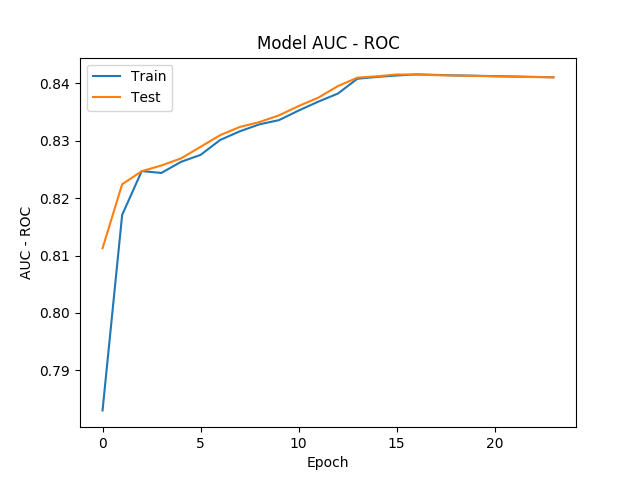 Model AUC - ROC
Train
Test
AUC - ROC
0.84
0.83
0.82
0.81
0.80
0.79
0 5 10 15 20
Epoch